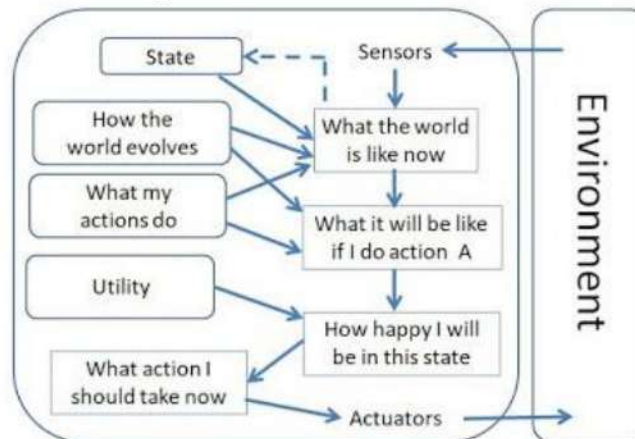 State
Sensors
How the
world evolves
What the world
is like now
What my
actions do
What it will be like
if I do action A
Utility
How happy I will
be in this state
What action I
should take now
Actuators
Environment